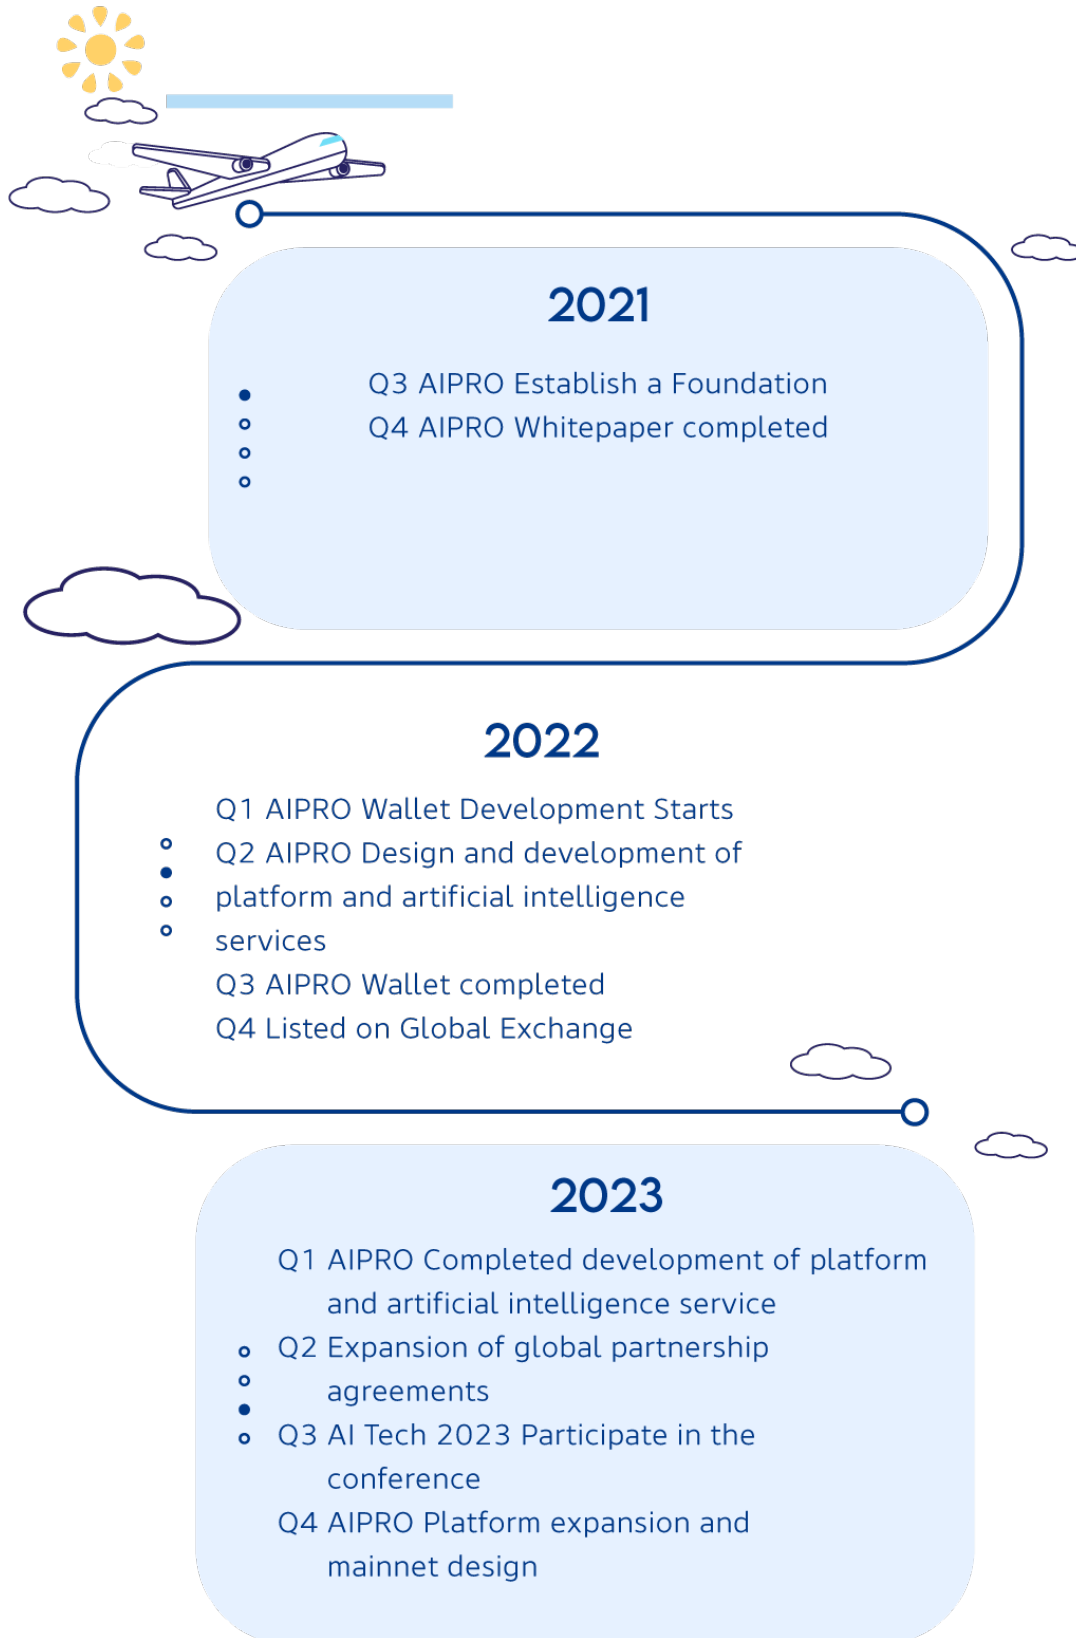 2021
Q3 AIPRO Establish a Foundation
Q4 AIPRO Whitepaper completed
2022
Q1 AIPRO Wallet Development Starts
Q2 AIPRO Design and development of
platform and artificial intelligence
services
Q3 AIPRO Wallet completed
Q4 Listed on Global Exchange
2023
Q1 AIPRO Completed development of platform
and artificial intelligence service
Q2 Expansion of global partnership
agreements
Q3 AI Tech 2023 Participate in the
conference
Q4 AIPRO Platform expansion and
mainnet design